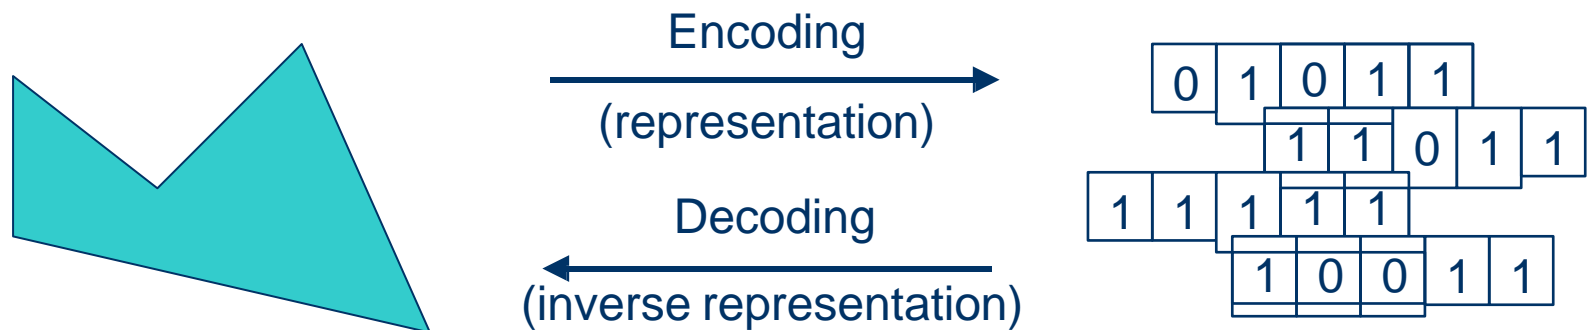 Encoding
(representation)
Decoding
(inverse representation)
0 1 0 1 1
1 1 0 1 1
1 1 1 1 1
1 0 0 1 1